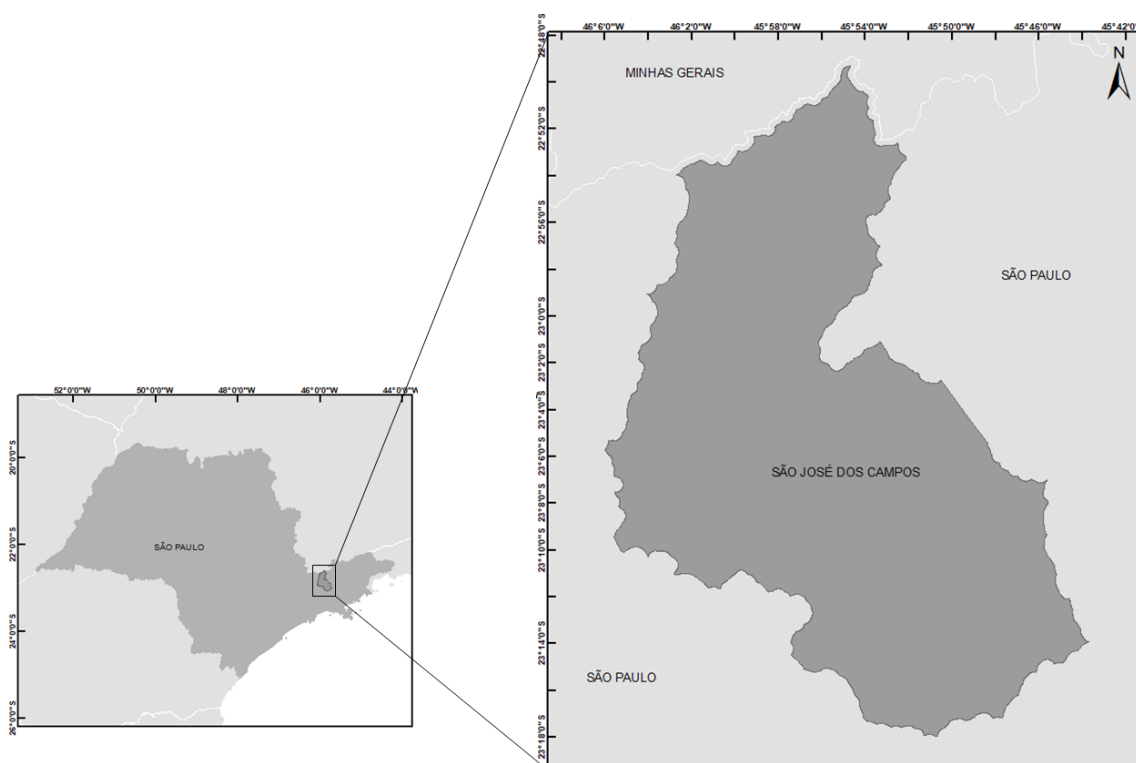 46°6'0"W 46°2'0"W 45°58'0"W 45°54'0"W 45°50'0"W 45°46'0"W 45°42'0"W
N
MINHAS GERAIS
22°48'0"S
22°52'0"S
22°56'0"S
SÃO PAULO
23°0'0"S
23°2'0"S
23°4'0"S
23°6'0"S
SÃO JOSÉ DOS CAMPOS
23°8'0"S
23°10'0"S
23°14'0"S
SÃO PAULO
23°18'0"S
52°0'0"W 50°0'0"W 48°0'0"W 46°0'0"W 44°0'0"W
20°0'0"S
22°0'0"S
SÃO PAULO
24°0'0"S
26°0'0"S